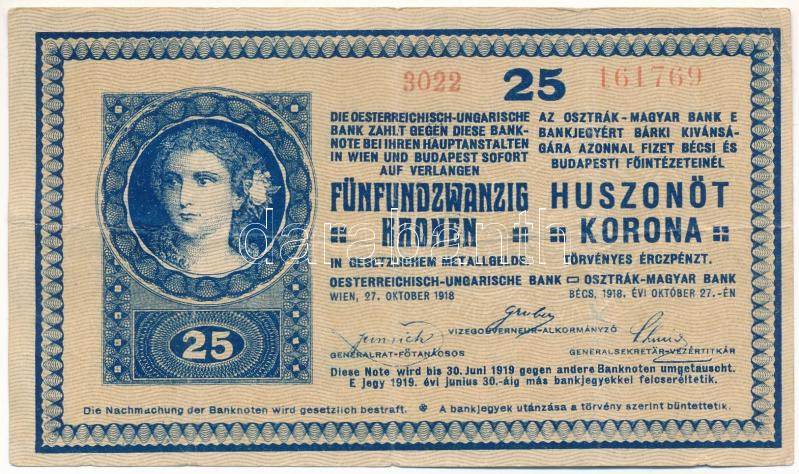 3022 25 161769
DIE OESTERREICHISCH-UNGARISCHE
BANK ZAHLT GEGEN DIESE BANK-
NOTE BEI IHREN HAUPTANSTALTEN
IN WIEN UND BUDAPEST SOFORT
AUF VERLANGEN
FÜNFUNDZWANZIG
KRONEN
IN GESETZLICHEM METALLGELDE.
OESTERREICHISCH-UNGARISCHE BANK
WIEN, 27. OKTOBER 1918
AZ OSZTRÁK-MAGYAR BANK E
BANKJEGYÉRT BÁRKI KIVÁNSÁ-
GÁRA AZONNAL FIZET BÉCSI ÉS
BUDAPESTI FŐINTÉZETEINÉL
HUSZONÖT
KORONA
TÖRVÉNYES ÉRCZPÉNZT.
OSZTRÁK-MAGYAR BANK
BÉCS, 1918. ÉVI OKTÓBER 27.-ÉN
Gruber
VIZEGOUVERNEUR-ALKORMÁNYZÓ
GENERALRAT-FŐTANÁCSOS
GENERALSEKRETÄR-VEZÉRTITKÁR
Diese Note wird bis 30. Juni 1919 gegen andere Banknoten umgetauscht.
E jegy 1919. évi junius 30.-áig más bankjegyekkel felcseréltetik.
25
Die Nachmachung der Banknoten wird gesetzlich bestraft. A bankjegyek utánzása a törvény szerint büntettetik.
darabanth